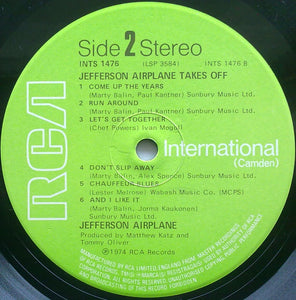 Side 2 Stereo
INTS 1476 (LSP 3584) INTS 1476 B
JEFFERSON AIRPLANE TAKES OFF
1 COME UP THE YEARS
(Marty Balin, Paul Kantner) Sunbury Music Ltd.
2 RUN AROUND
(Marty Balin, Paul Kantner) Sunbury Music Ltd.
3 LET'S GET TOGETHER
(Chet Powers) Ivan Mogull
RCA
International
(Camden)
4 DON'T SLIP AWAY
(Marty Balin, Alex Spence) Sunbury Music Ltd.
5 CHAUFFEUR BLUES
(Lester Melrose) Wabash Music Co. (MCPS)
6 AND I LIKE IT
(Marty Balin, Jorma Kaukonen)
Sunbury Music Ltd.
JEFFERSON AIRPLANE
Produced by Matthew Katz and
Tommy Oliver
℗ 1974 RCA Records